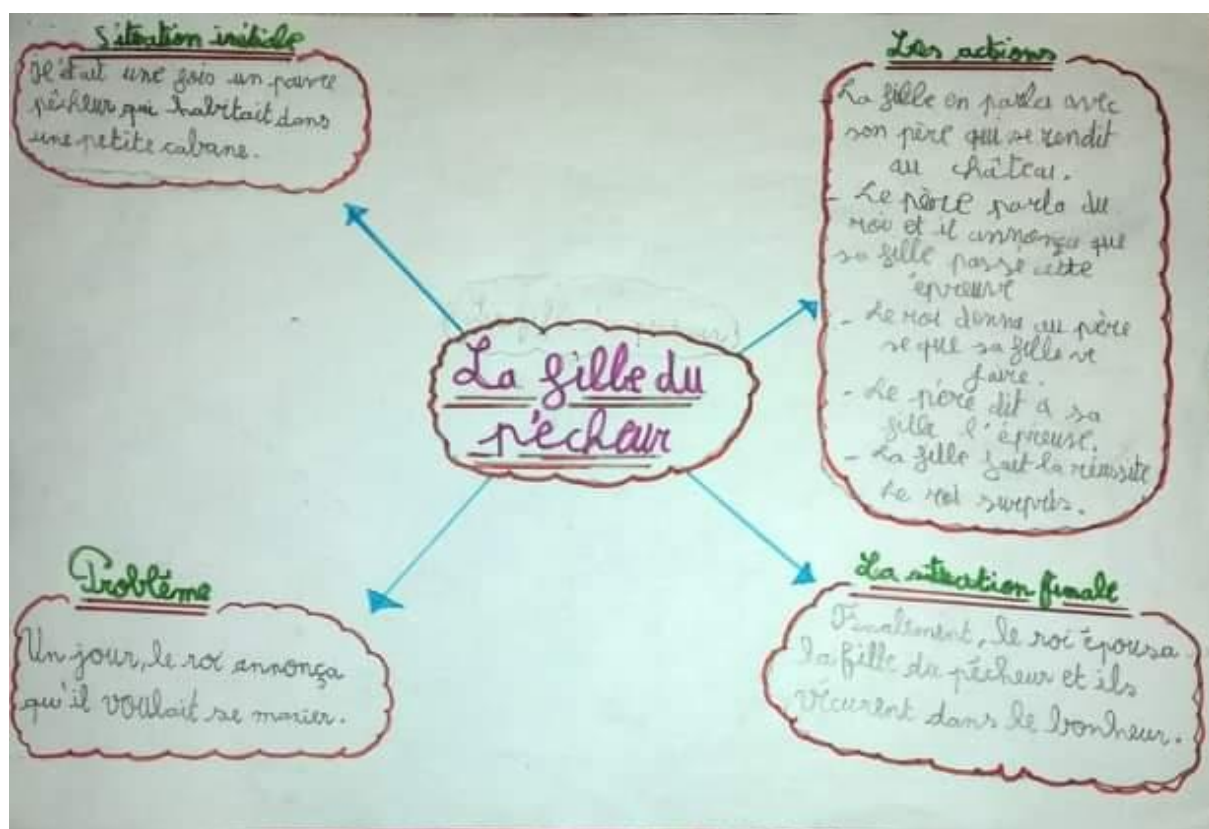 Situation initiale
Il était une fois un pauvre
pêcheur qui habitait dans
une petite cabane.
Les actions
- La fille en parla avec
son père qui se rendit
au château.
- Le père parla du
roi et il annonça que
sa fille passé cette
épreuve
- Le roi donna au père
se que sa fille ve
faire.
- Le père dit à sa
fille l'épreuve.
- La fille fait la réussite
Le roi surpris.
La fille du
pêcheur
Problème
Un jour, le roi annonça
qu'il voulait se marier.
La situation finale
Finalement, le roi épousa
la fille du pêcheur et ils
vécurent dans le bonheur.